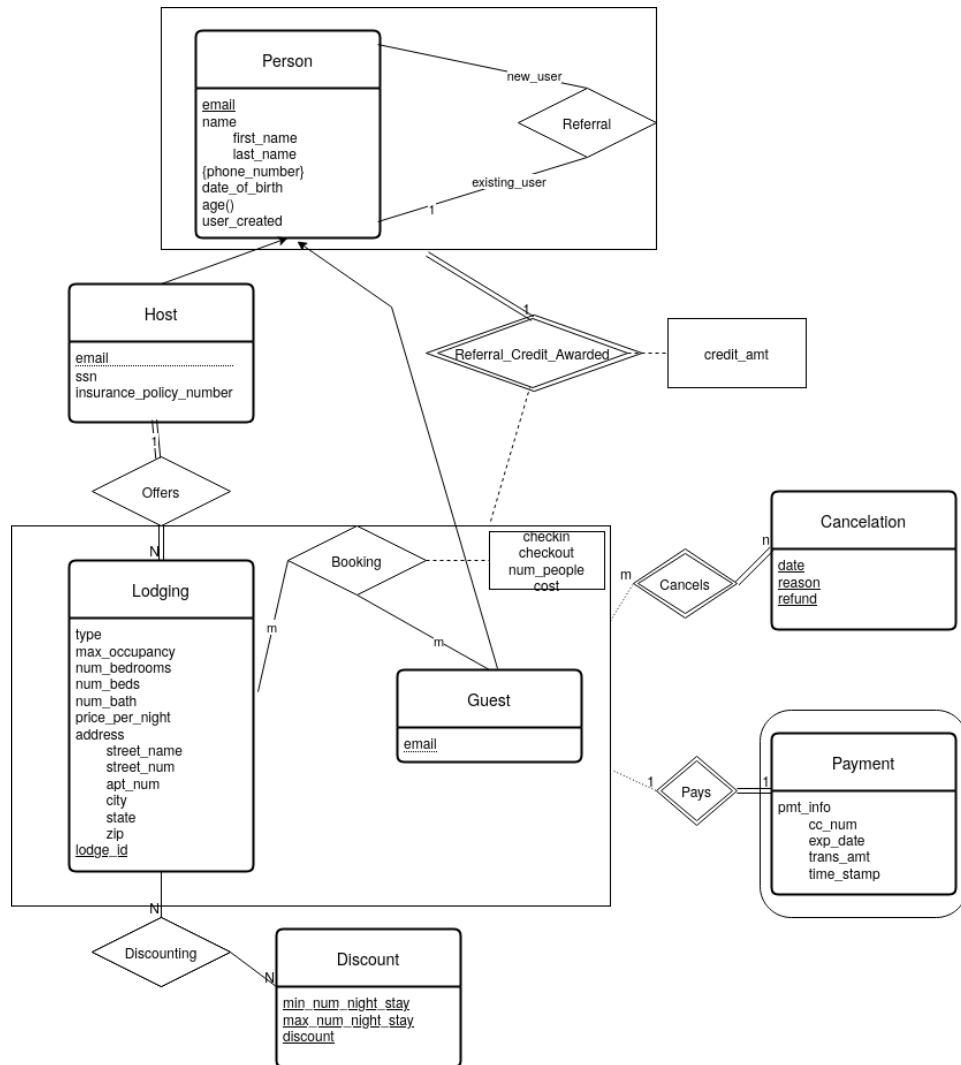 Person
email
name
first_name
last_name
{phone_number}
date_of_birth
age()
user_created
new_user
Referral
existing_user
1
Host
email
ssn
insurance_policy_number
1
Referral_Credit_Awarded
credit_amt
1
Offers
N
Lodging
type
max_occupancy
num_bedrooms
num_beds
num_bath
price_per_night
address
street_name
street_num
apt_num
city
state
zip
lodge_id
Booking
checkin
checkout
num_people
cost
m
m
Guest
email
m
Cancels
n
Cancelation
date
reason
refund
1
Pays
1
Payment
pmt_info
cc_num
exp_date
trans_amt
time_stamp
N
Discounting
N
Discount
min_num_night_stay
max_num_night_stay
discount